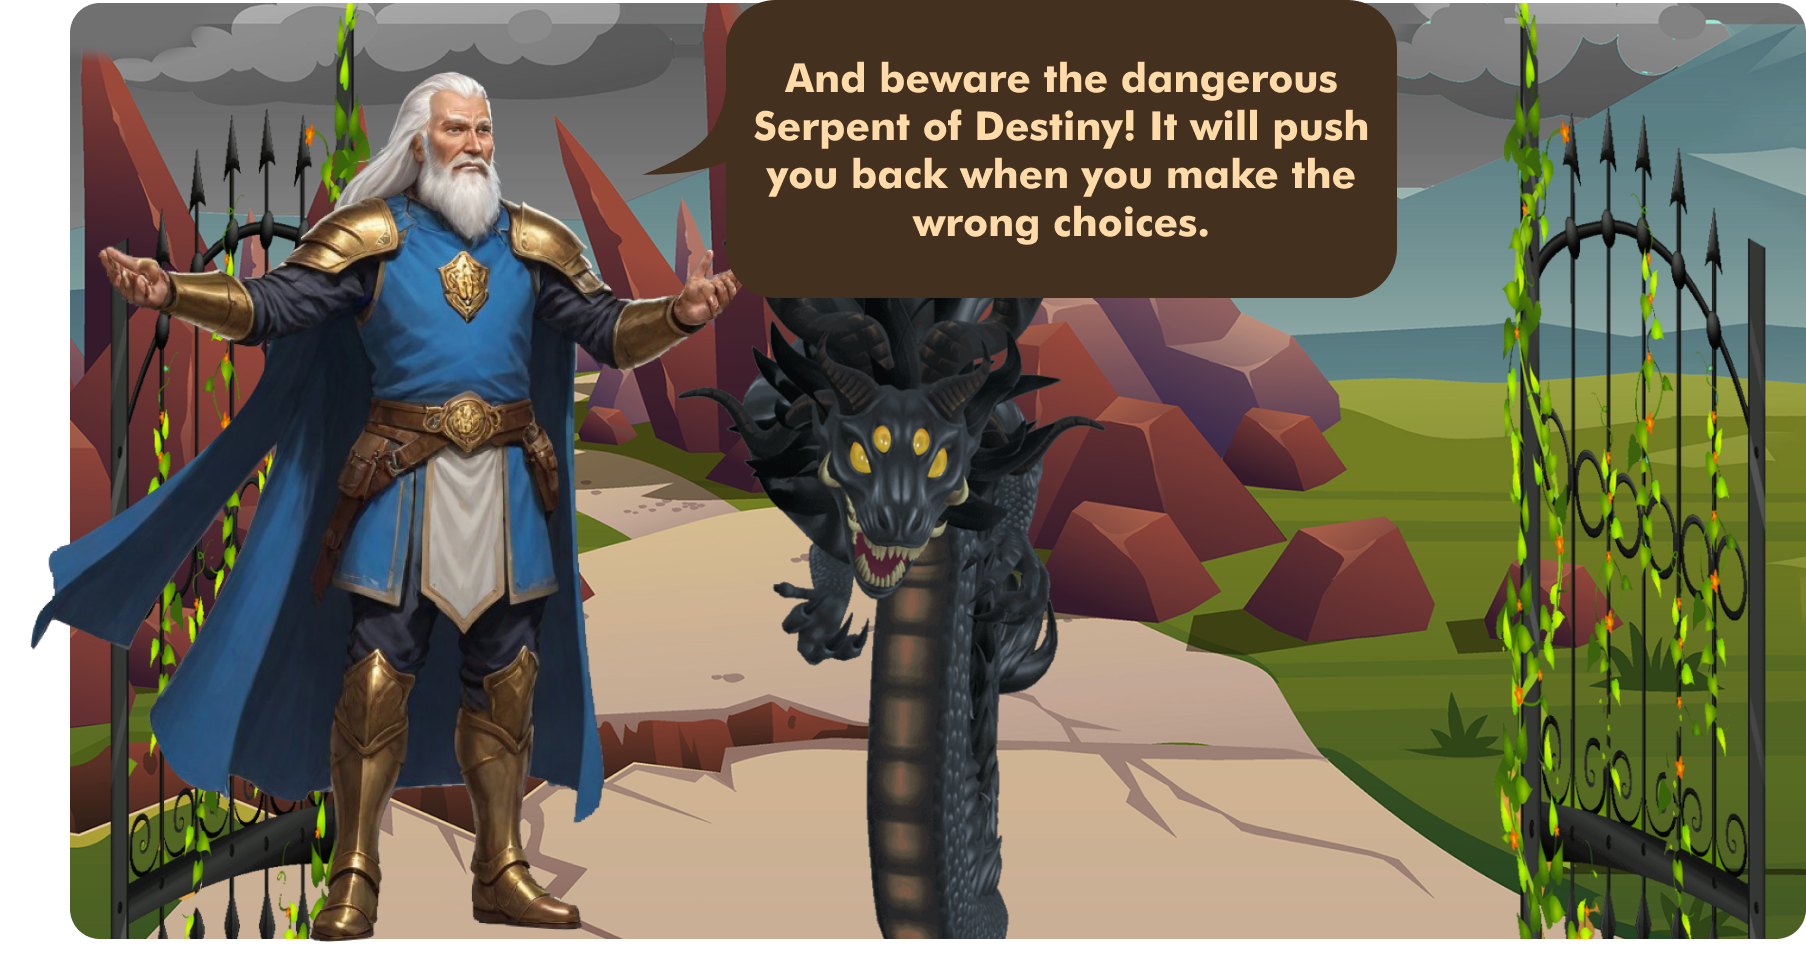 And beware the dangerous
Serpent of Destiny! It will push
you back when you make the
wrong choices.